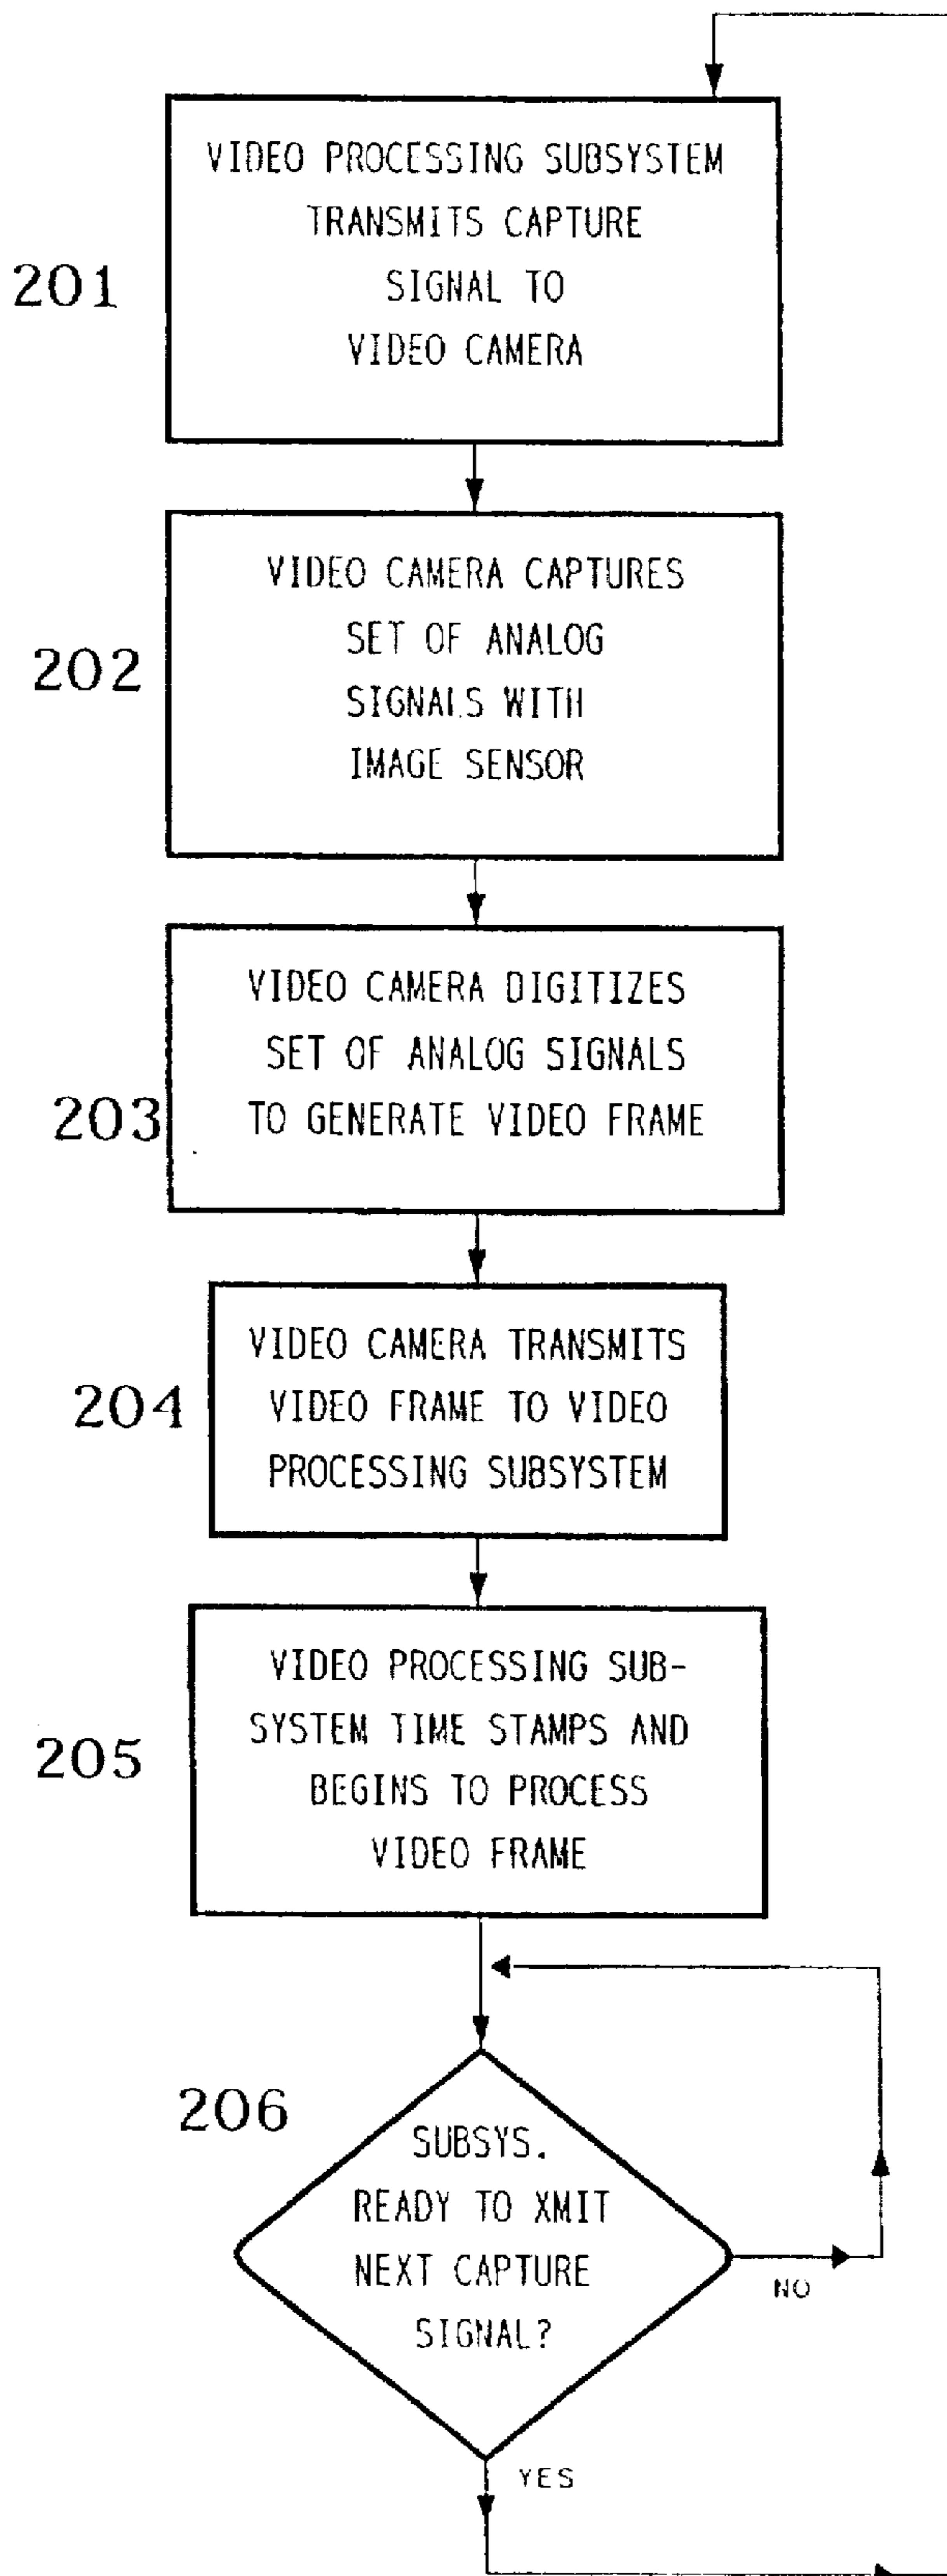 VIDEO PROCESSING SUBSYSTEM
TRANSMITS CAPTURE
SIGNAL TO
VIDEO CAMERA
201
VIDEO CAMERA CAPTURES
SET OF ANALOG
SIGNALS WITH
IMAGE SENSOR
202
VIDEO CAMERA DIGITIZES
SET OF ANALOG SIGNALS
TO GENERATE VIDEO FRAME
203
VIDEO CAMERA TRANSMITS
VIDEO FRAME TO VIDEO
PROCESSING SUBSYSTEM
204
VIDEO PROCESSING SUB-
SYSTEM TIME STAMPS AND
BEGINS TO PROCESS
VIDEO FRAME
205
206
SUBSYS.
READY TO XMIT
NEXT CAPTURE
SIGNAL?
NO
YES